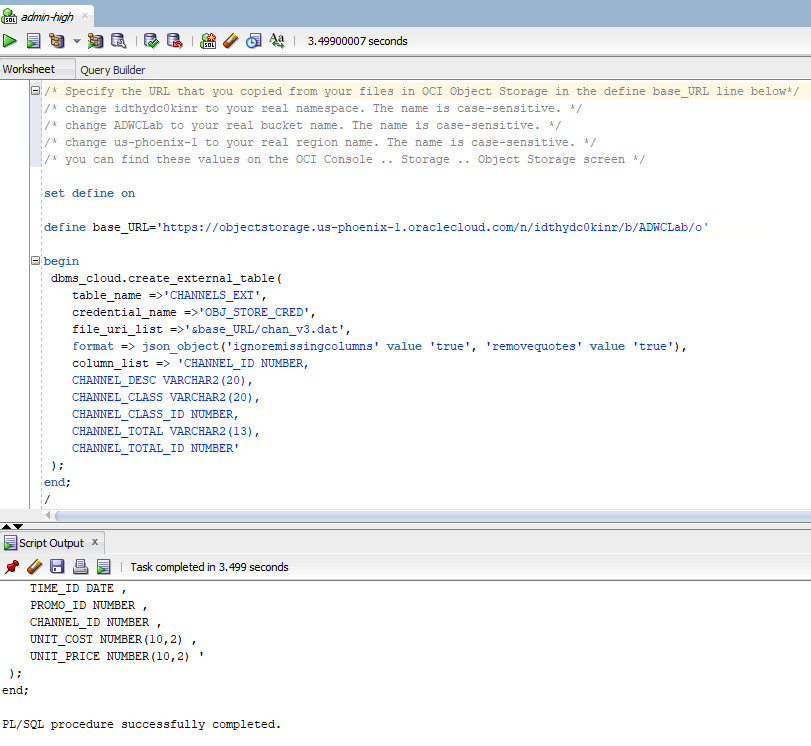 admin-high
3.49900007 seconds
Worksheet Query Builder
/* Specify the URL that you copied from your files in OCI Object Storage in the define base_URL line below*/
/* change idthydc0kinr to your real namespace. The name is case-sensitive. */
/* change ADWCLab to your real bucket name. The name is case-sensitive. */
/* change us-phoenix-1 to your real region name. The name is case-sensitive. */
/* you can find these values on the OCI Console .. Storage .. Object Storage screen */
set define on
define base_URL='https://objectstorage.us-phoenix-1.oraclecloud.com/n/idthydc0kinr/b/ADWCLab/o'
begin
dbms_cloud.create_external_table(
table_name =>'CHANNELS_EXT',
credential_name =>'OBJ_STORE_CRED',
file_uri_list =>'&base_URL/chan_v3.dat',
format => json_object('ignoremissingcolumns' value 'true', 'removequotes' value 'true'),
column_list => 'CHANNEL_ID NUMBER,
CHANNEL_DESC VARCHAR2(20),
CHANNEL_CLASS VARCHAR2(20),
CHANNEL_CLASS_ID NUMBER,
CHANNEL_TOTAL VARCHAR2(13),
CHANNEL_TOTAL_ID NUMBER'
);
end;
/
Script Output x
Task completed in 3.499 seconds
TIME_ID DATE ,
PROMO_ID NUMBER ,
CHANNEL_ID NUMBER ,
UNIT_COST NUMBER(10,2) ,
UNIT_PRICE NUMBER(10,2) '
);
end;
PL/SQL procedure successfully completed.